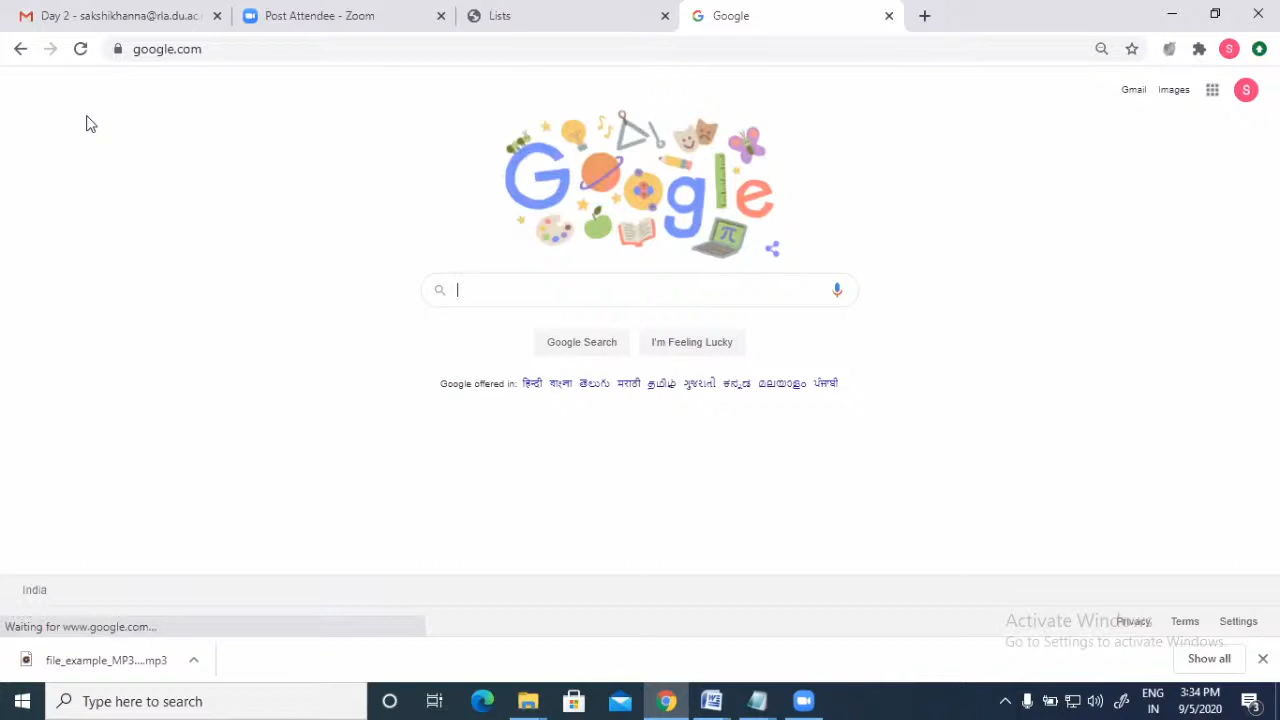 Day 2 - sakshikhanna@rla.du.ac
Post Attendee - Zoom
Lists
Google
google.com
Gmail
Images
S
Google
Google Search
I'm Feeling Lucky
Google offered in: हिन्दी বাংলা తెలుగు मराठी தமிழ் ગુજરાતી ಕನ್ನಡ മലയാളം ਪੰਜਾਬੀ
India
Waiting for www.google.com...
Privacy
Terms
Settings
Activate Windows
Go to Settings to activate Windows.
file_example_MP3....mp3
Show all
Type here to search
ENG
IN
3:34 PM
9/5/2020
3